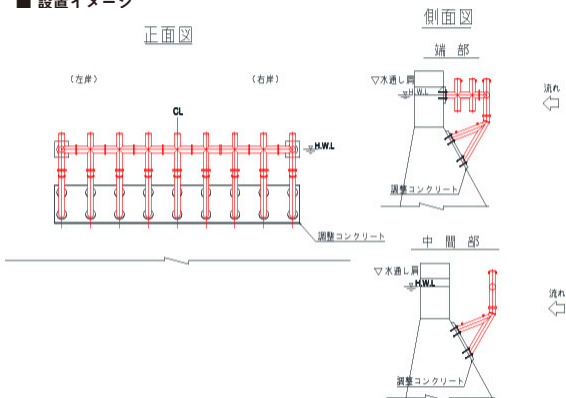 ■ 設置イメージ
正面図
(左岸)
(右岸)
CL
H.W.L
調整コンクリート
側面図
端部
▽水通し肩
H.W.L
流れ
調整コンクリート
中間部
▽水通し肩
H.W.L
流れ
調整コンクリート